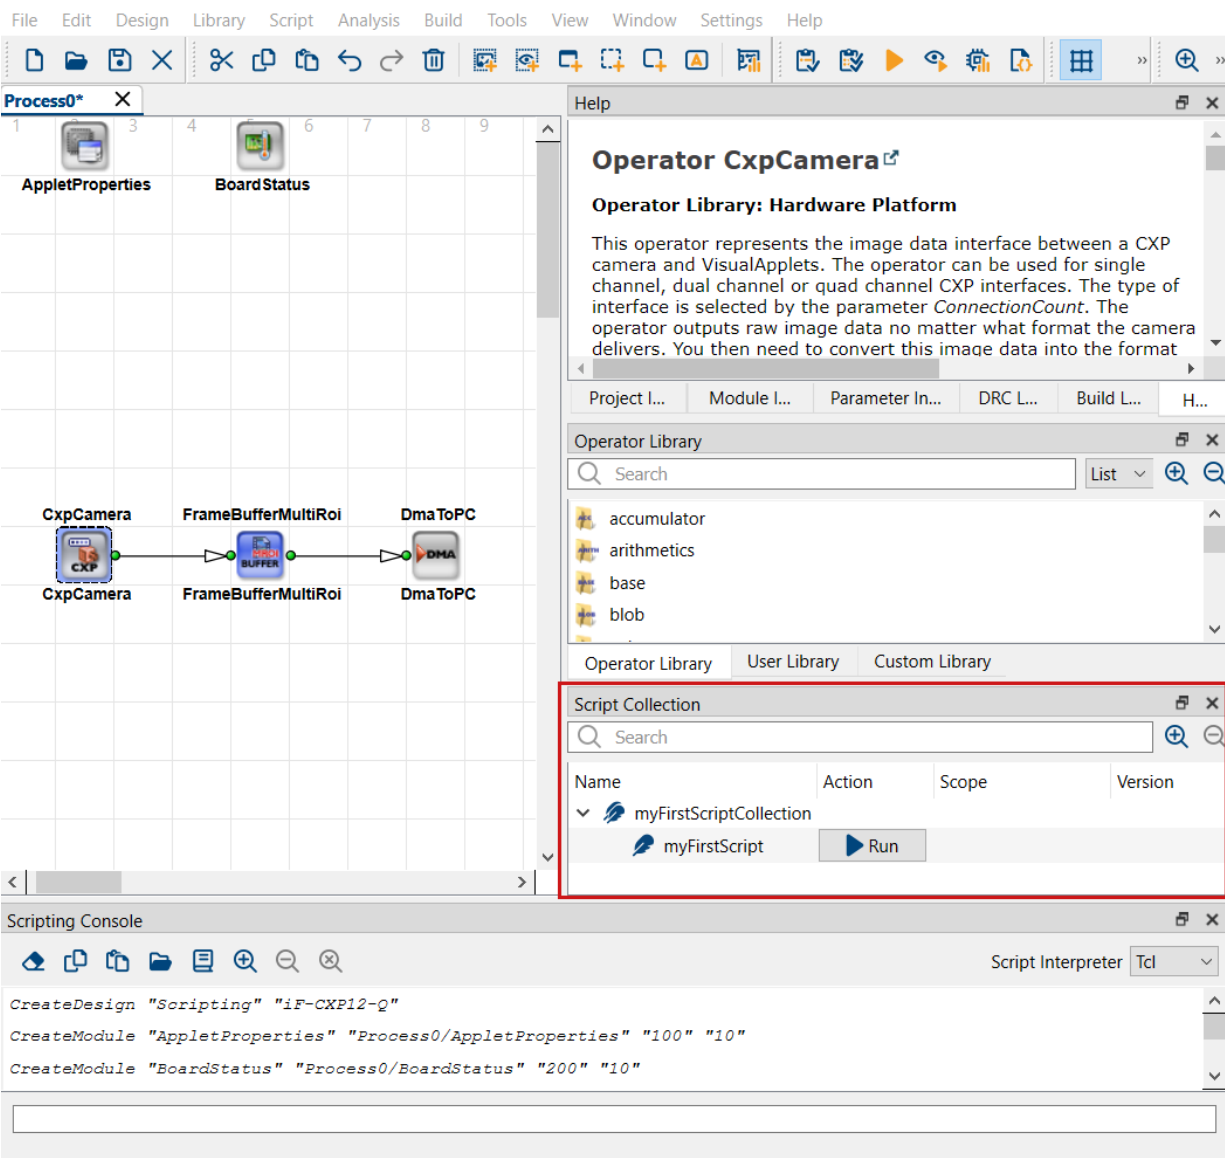 File Edit Design Library Script Analysis Build Tools View Window Settings Help
Process0*
1 3 4 6 7 8 9
AppletProperties BoardStatus
CxpCamera FrameBufferMultiRoi DmaToPC
CXP BUFFER DMA
CxpCamera FrameBufferMultiRoi DmaToPC
Help
Operator CxpCamera
Operator Library: Hardware Platform
This operator represents the image data interface between a CXP
camera and VisualApplets. The operator can be used for single
channel, dual channel or quad channel CXP interfaces. The type of
interface is selected by the parameter ConnectionCount. The
operator outputs raw image data no matter what format the camera
delivers. You then need to convert this image data into the format
Project I... Module I... Parameter In... DRC L... Build L... H...
Operator Library
Search List
accumulator
arithmetics
base
blob
Operator Library User Library Custom Library
Script Collection
Search
Name Action Scope Version
myFirstScriptCollection
myFirstScript Run
Scripting Console
Script Interpreter Tcl
CreateDesign "Scripting" "iF-CXP12-Q"
CreateModule "AppletProperties" "Process0/AppletProperties" "100" "10"
CreateModule "BoardStatus" "Process0/BoardStatus" "200" "10"